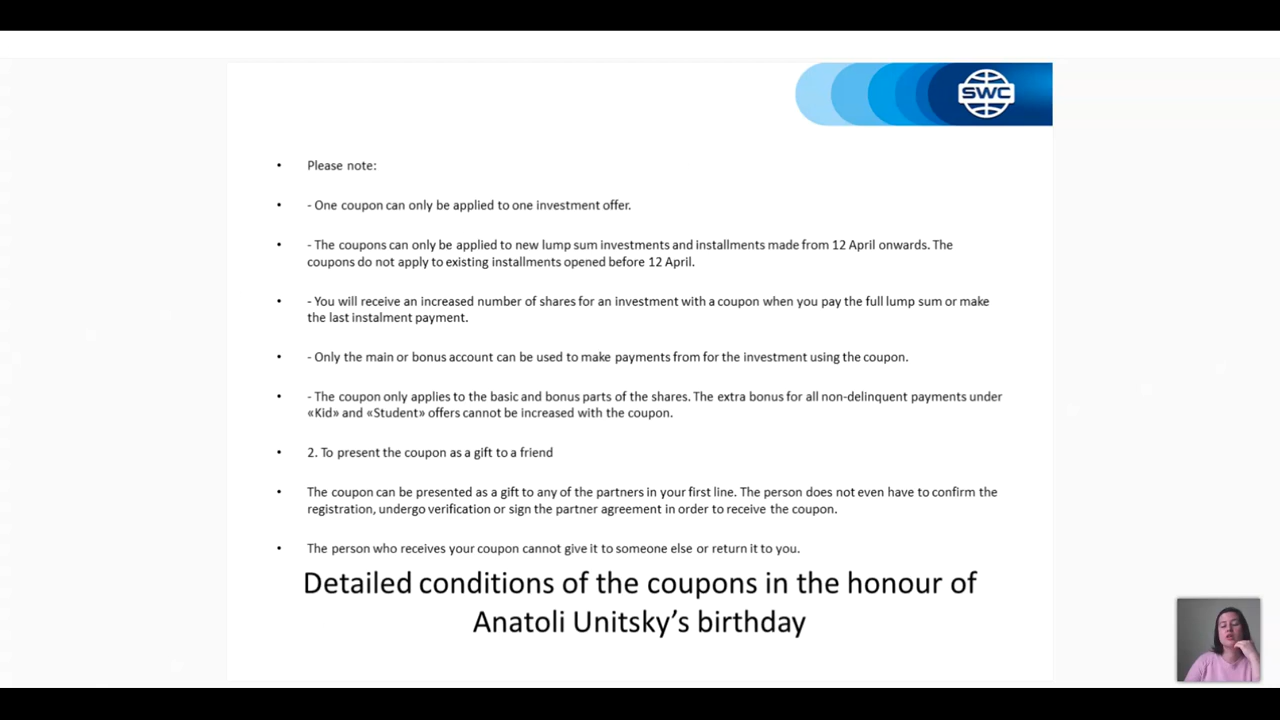 SWC
• Please note:
• - One coupon can only be applied to one investment offer.
• - The coupons can only be applied to new lump sum investments and installments made from 12 April onwards. The
coupons do not apply to existing installments opened before 12 April.
• - You will receive an increased number of shares for an investment with a coupon when you pay the full lump sum or make
the last instalment payment.
• - Only the main or bonus account can be used to make payments from for the investment using the coupon.
• - The coupon only applies to the basic and bonus parts of the shares. The extra bonus for all non-delinquent payments under
«Kid» and «Student» offers cannot be increased with the coupon.
• 2. To present the coupon as a gift to a friend
• The coupon can be presented as a gift to any of the partners in your first line. The person does not even have to confirm the
registration, undergo verification or sign the partner agreement in order to receive the coupon.
• The person who receives your coupon cannot give it to someone else or return it to you.
Detailed conditions of the coupons in the honour of
Anatoli Unitsky’s birthday